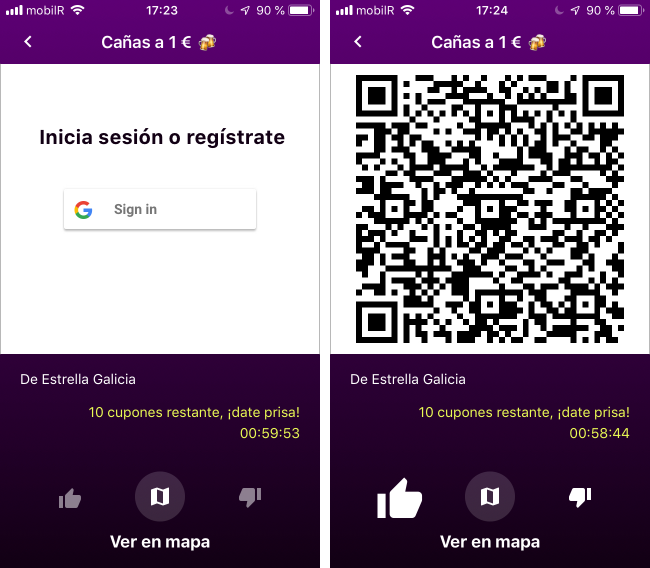 mobilR 17:23 90 %
Cañas a 1 € 🍻
Inicia sesión o regístrate
Sign in
De Estrella Galicia
10 cupones restante, ¡date prisa!
00:59:53
Ver en mapa
mobilR 17:24 90 %
Cañas a 1 € 🍻
De Estrella Galicia
10 cupones restante, ¡date prisa!
00:58:44
Ver en mapa